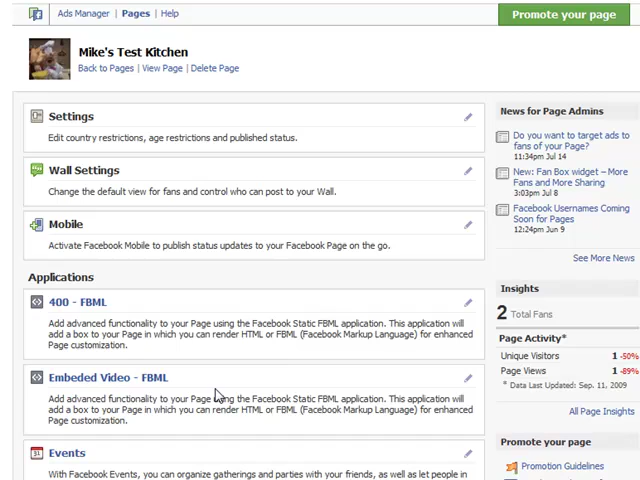 Ads Manager | Pages | Help
Promote your page
Mike's Test Kitchen
Back to Pages | View Page | Delete Page
Settings
Edit country restrictions, age restrictions and published status.
Wall Settings
Change the default view for fans and control who can post to your Wall.
Mobile
Activate Facebook Mobile to publish status updates to your Facebook Page on the go.
Applications
400 - FBML
Add advanced functionality to your Page using the Facebook Static FBML application. This application will
add a box to your Page in which you can render HTML or FBML (Facebook Markup Language) for enhanced
Page customization.
Embeded Video - FBML
Add advanced functionality to your Page using the Facebook Static FBML application. This application will
add a box to your Page in which you can render HTML or FBML (Facebook Markup Language) for enhanced
Page customization.
31
Events
With Facebook Events, you can organize gatherings and parties with your friends, as well as let people in
News for Page Admins
Do you want to target ads to
fans of your Page?
11:34pm Jul 14
New: Fan Box widget – More
Fans and More Sharing
3:03pm Jul 8
Facebook Usernames Coming
Soon for Pages
12:24pm Jun 9
See More News
Insights
2 Total Fans
Page Activity*
Unique Visitors 1 -50%
Page Views 1 -89%
* Data Last Updated: Sep. 11, 2009
All Page Insights
Promote your page
Promotion Guidelines